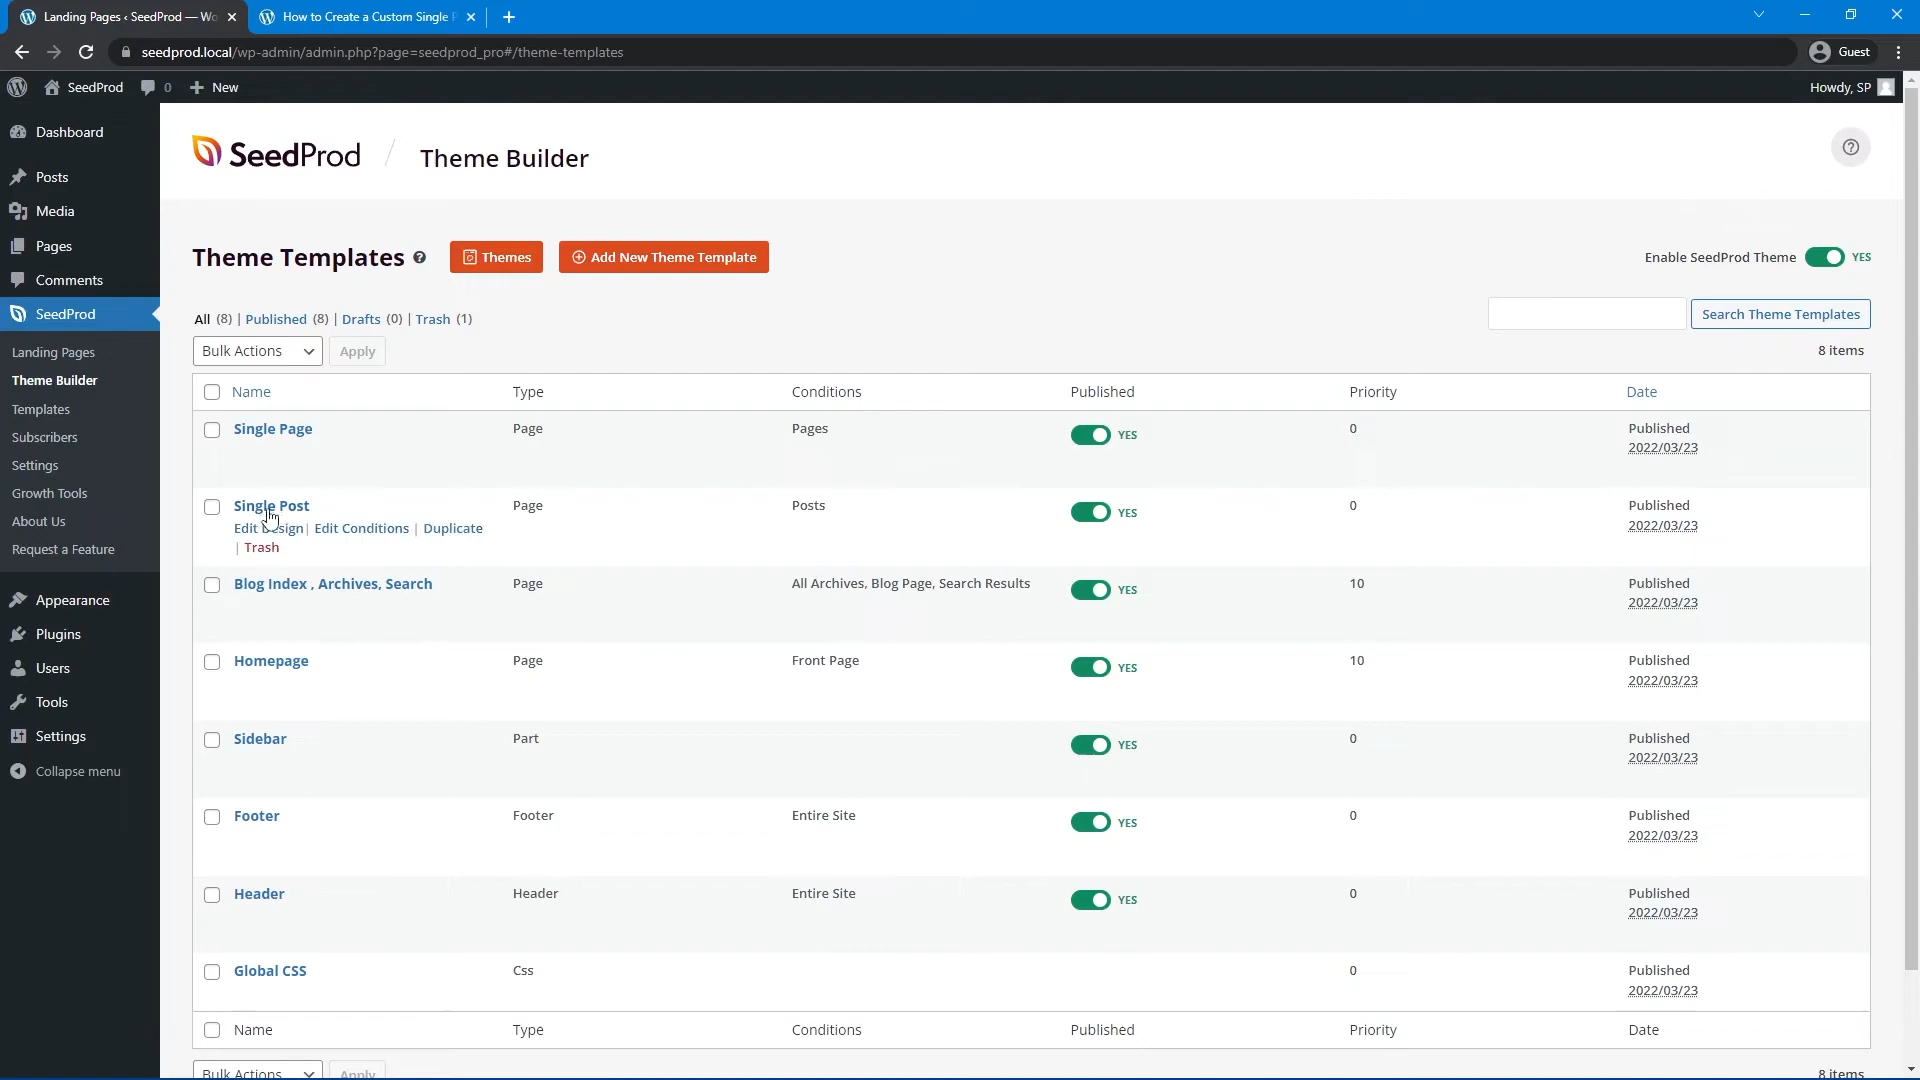 Landing Pages ‹ SeedProd — Wo
How to Create a Custom Single P
seedprod.local/wp-admin/admin.php?page=seedprod_pro#/theme-templates
Guest
SeedProd
0
New
Howdy, SP
Dashboard
Posts
Media
Pages
Comments
SeedProd
Landing Pages
Theme Builder
Templates
Subscribers
Settings
Growth Tools
About Us
Request a Feature
Appearance
Plugins
Users
Tools
Settings
Collapse menu
SeedProd / Theme Builder
Theme Templates
Themes
Add New Theme Template
Enable SeedProd Theme YES
All (8) | Published (8) | Drafts (0) | Trash (1)
Search Theme Templates
Bulk Actions Apply
8 items
Name Type Conditions Published Priority Date
Single Page Page Pages YES 0 Published
2022/03/23
Single Post Page Posts YES 0 Published
2022/03/23
Edit Design | Edit Conditions | Duplicate
| Trash
Blog Index , Archives, Search Page All Archives, Blog Page, Search Results YES 10 Published
2022/03/23
Homepage Page Front Page YES 10 Published
2022/03/23
Sidebar Part YES 0 Published
2022/03/23
Footer Footer Entire Site YES 0 Published
2022/03/23
Header Header Entire Site YES 0 Published
2022/03/23
Global CSS Css 0 Published
2022/03/23
Name Type Conditions Published Priority Date
Bulk Actions Apply
8 items